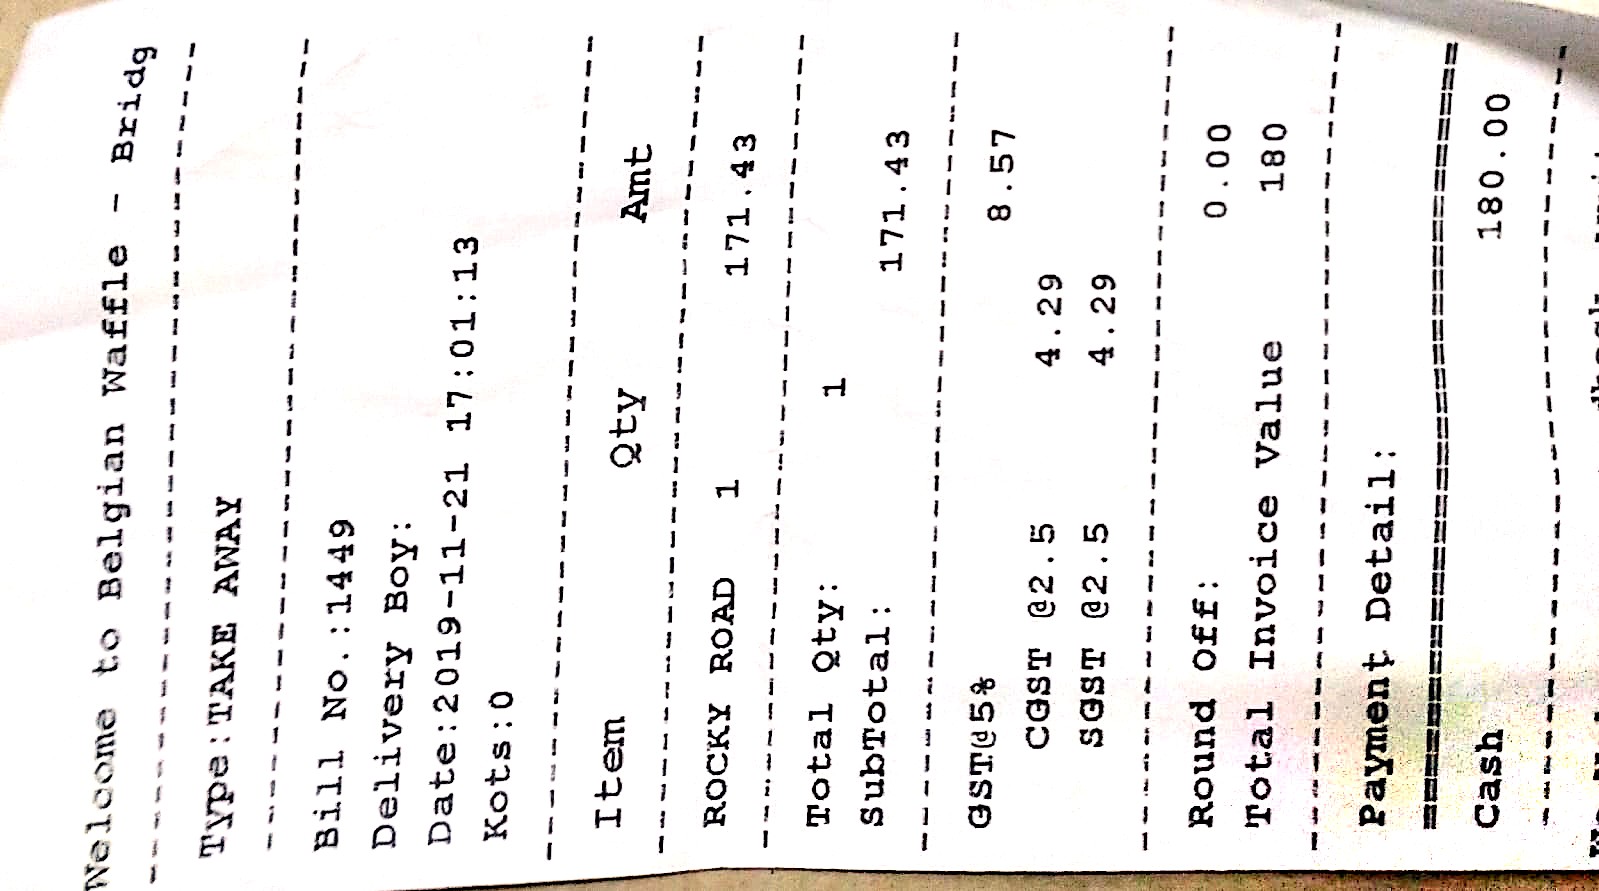 Welcome to Belgian Waffle - Bridg
Type:TAKE AWAY
Bill No.:1449
Delivery Boy:
Date:2019-11-21 17:01:13
Kots:0
Item Qty Amt
ROCKY ROAD 1 171.43
Total Qty: 1
SubTotal: 171.43
GST@5% 8.57
CGST @2.5 4.29
SGST @2.5 4.29
Round Off: 0.00
Total Invoice Value 180
Payment Detail:
Cash 180.00